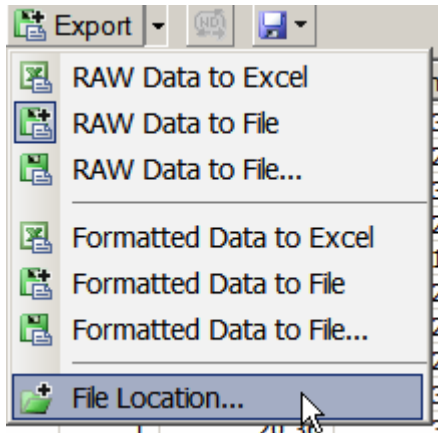 Export
RAW Data to Excel
RAW Data to File
RAW Data to File...
Formatted Data to Excel
Formatted Data to File
Formatted Data to File...
File Location...